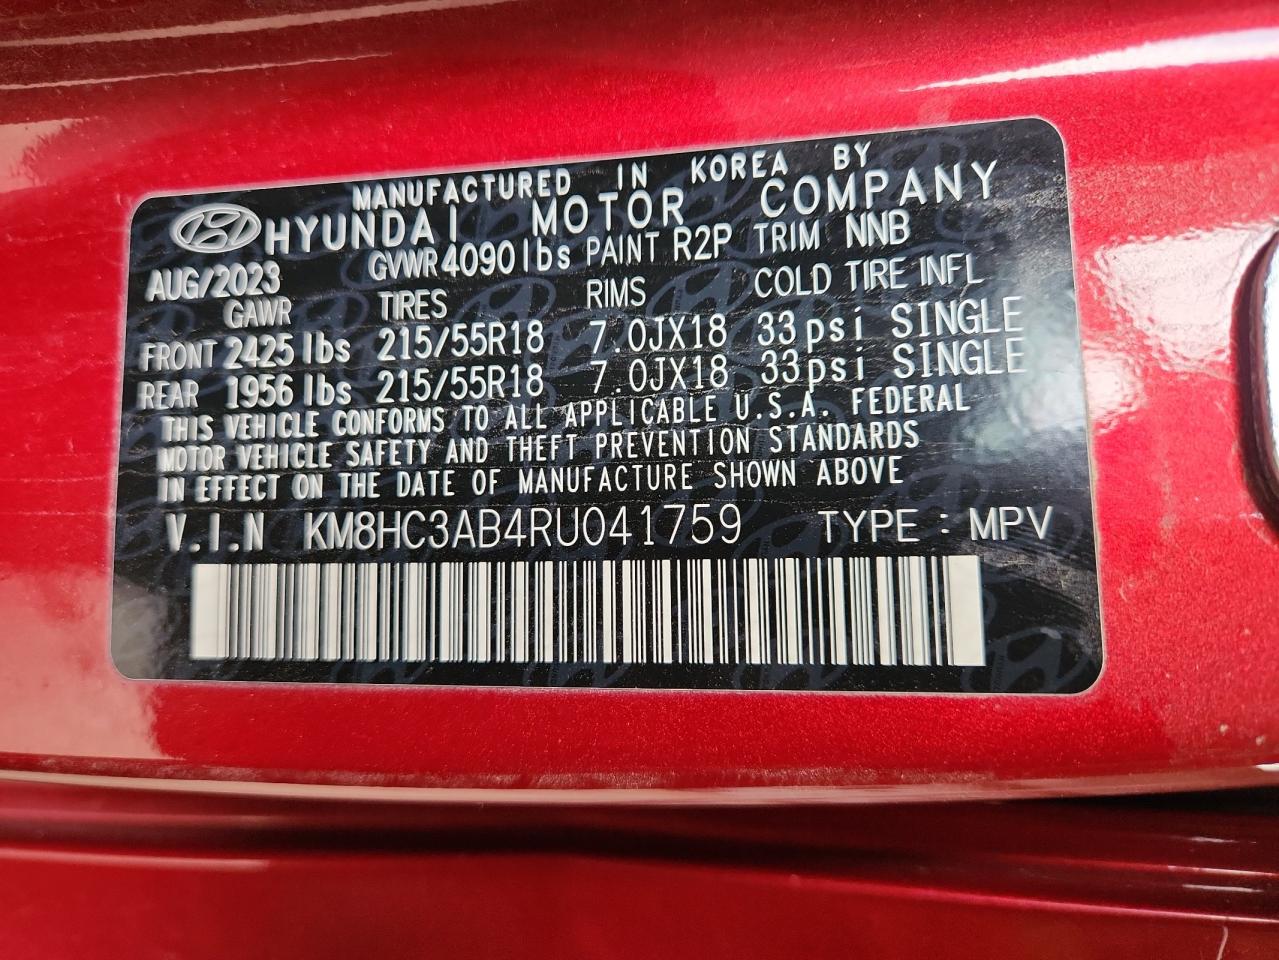 MANUFACTURED IN KOREA BY
HYUNDAI MOTOR COMPANY
AUG/2023 GVWR 4090lbs PAINT R2P TRIM NNB
GAWR TIRES RIMS COLD TIRE INFL
FRONT 2425 lbs 215/55R18 7.0JX18 33psi SINGLE
REAR 1956 lbs 215/55R18 7.0JX18 33psi SINGLE
THIS VEHICLE CONFORMS TO ALL APPLICABLE U.S.A. FEDERAL
MOTOR VEHICLE SAFETY AND THEFT PREVENTION STANDARDS
IN EFFECT ON THE DATE OF MANUFACTURE SHOWN ABOVE
V.I.N KM8HC3AB4RU041759 TYPE : MPV